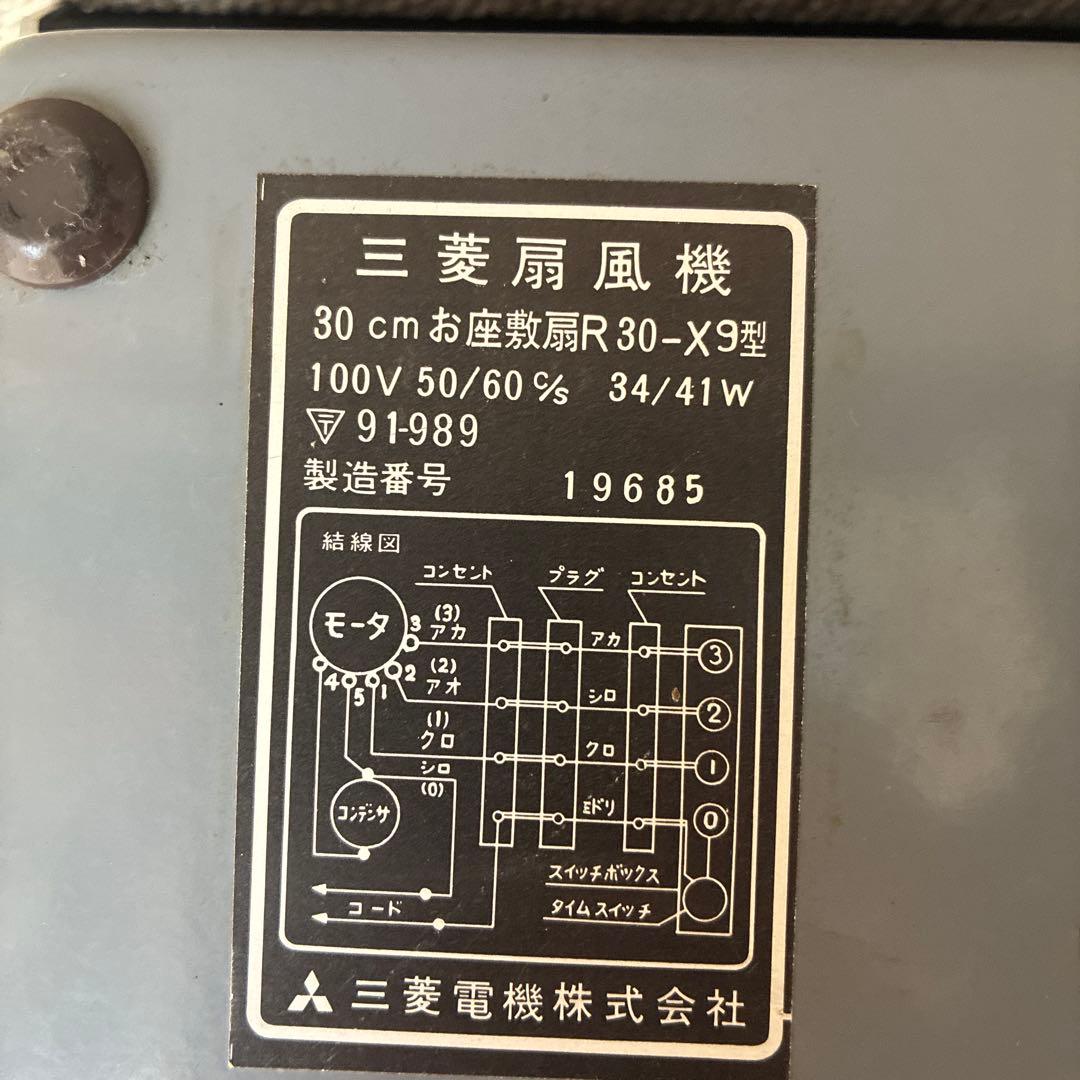 三菱扇風機
30cmお座敷扇R30-X9型
100V 50/60 c/s 34/41W
〒 91-989
製造番号 19685
結線図
コンセント プラグ コンセント
モータ
3 (3) アカ アカ 3
2 (2) アオ シロ 2
4 5 1
(1) クロ クロ 1
シロ (0)
コンデンサ
ミドリ 0
スイッチボックス
コード
タイムスイッチ
三菱電機株式会社